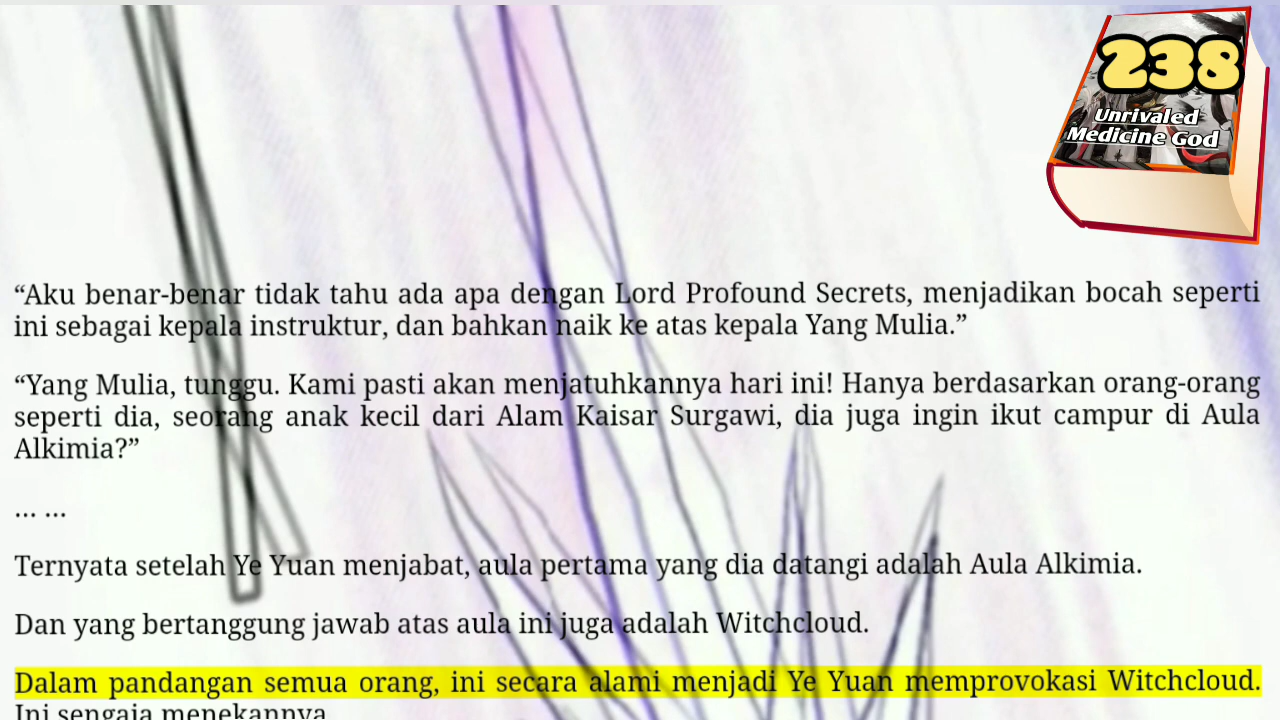 238
Unrivaled
Medicine God
“Aku benar-benar tidak tahu ada apa dengan Lord Profound Secrets, menjadikan bocah seperti
ini sebagai kepala instruktur, dan bahkan naik ke atas kepala Yang Mulia.”
“Yang Mulia, tunggu. Kami pasti akan menjatuhkannya hari ini! Hanya berdasarkan orang-orang
seperti dia, seorang anak kecil dari Alam Kaisar Surgawi, dia juga ingin ikut campur di Aula
Alkimia?”
... ...
Ternyata setelah Ye Yuan menjabat, aula pertama yang dia datangi adalah Aula Alkimia.
Dan yang bertanggung jawab atas aula ini juga adalah Witchcloud.
Dalam pandangan semua orang, ini secara alami menjadi Ye Yuan memprovokasi Witchcloud.
Ini sengaja menekannya